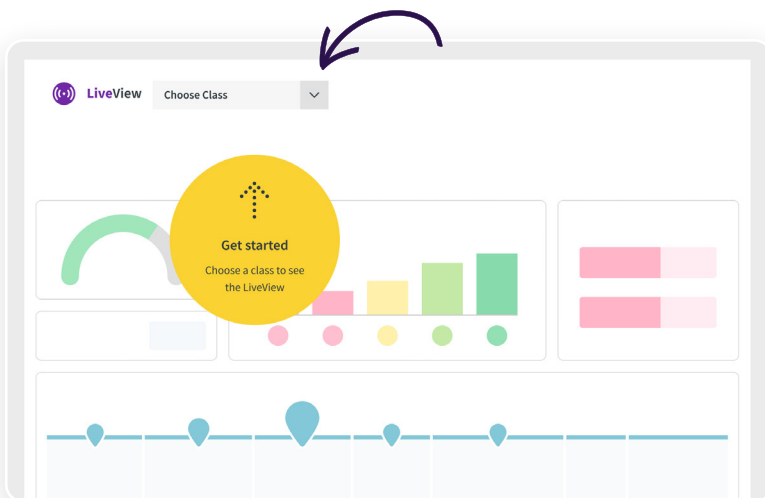 LiveView
Choose Class
Get started
Choose a class to see
the LiveView